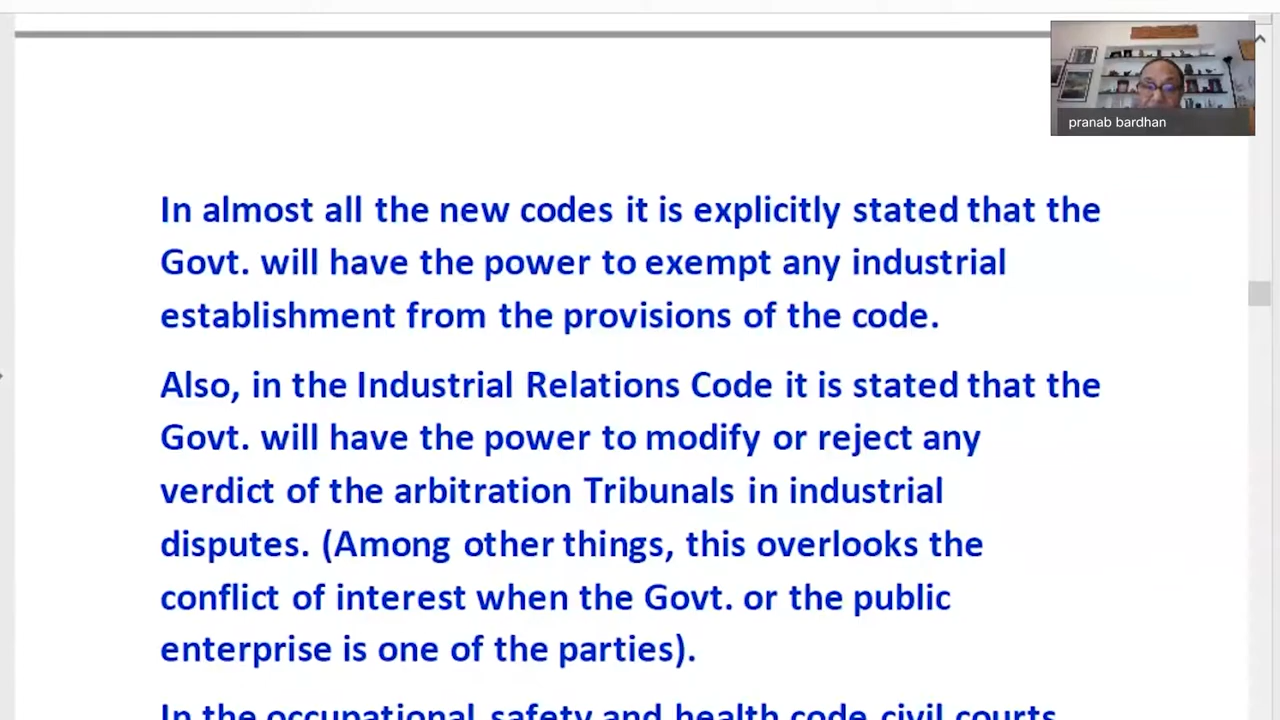 pranab bardhan
In almost all the new codes it is explicitly stated that the
Govt. will have the power to exempt any industrial
establishment from the provisions of the code.
Also, in the Industrial Relations Code it is stated that the
Govt. will have the power to modify or reject any
verdict of the arbitration Tribunals in industrial
disputes. (Among other things, this overlooks the
conflict of interest when the Govt. or the public
enterprise is one of the parties).
In the occupational safety and health code civil courts